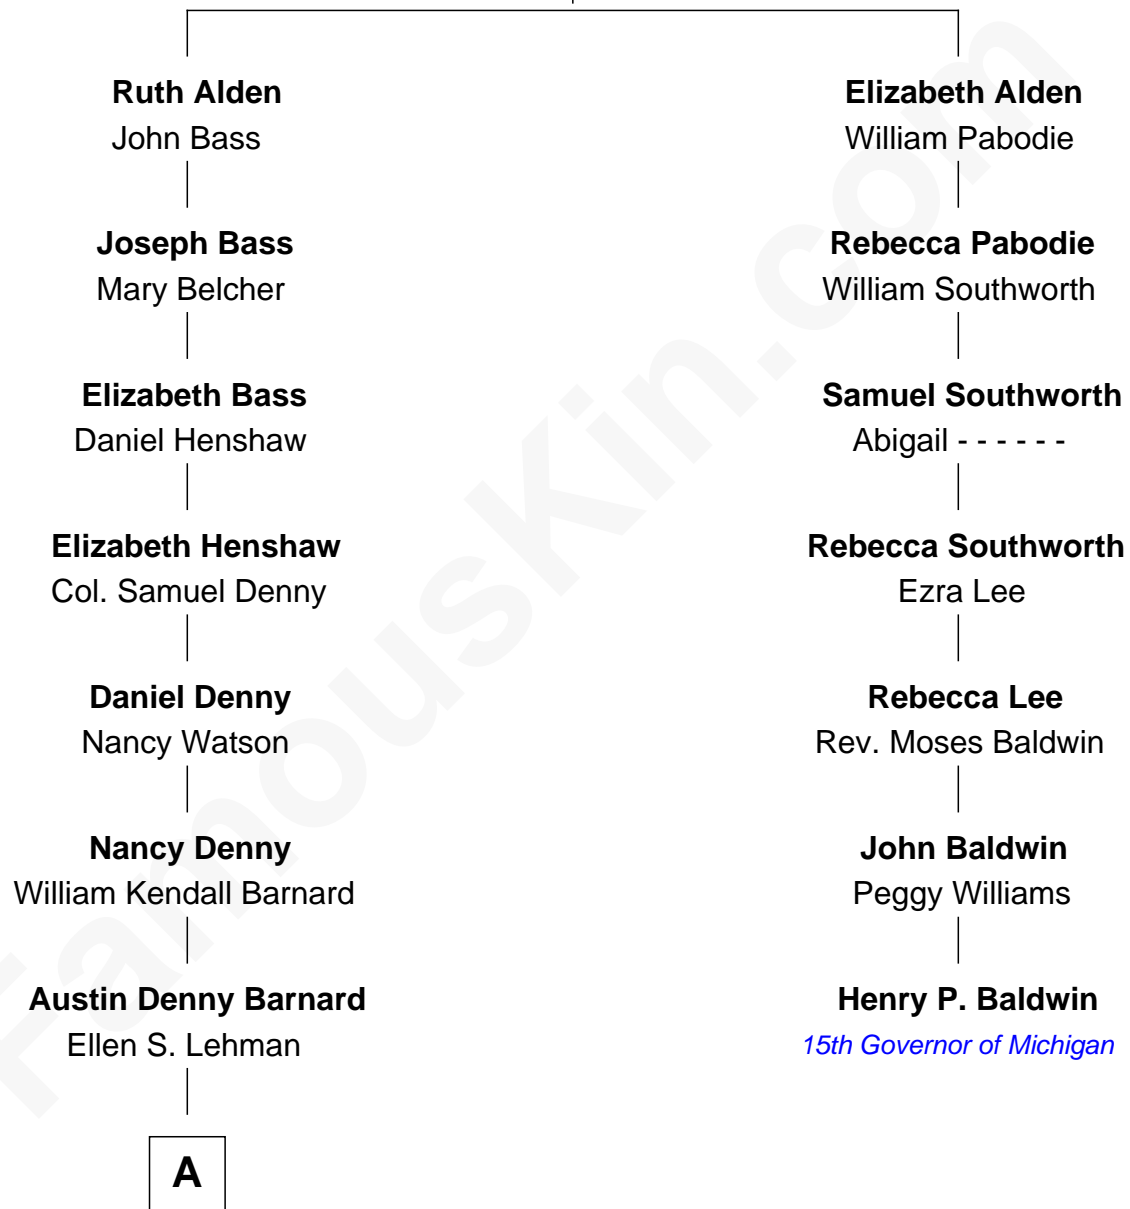 Ruth Alden
John Bass
Elizabeth Alden
William Pabodie
Joseph Bass
Mary Belcher
Rebecca Pabodie
William Southworth
Elizabeth Bass
Daniel Henshaw
Samuel Southworth
Abigail - - - - - -
Elizabeth Henshaw
Col. Samuel Denny
Rebecca Southworth
Ezra Lee
Daniel Denny
Nancy Watson
Rebecca Lee
Rev. Moses Baldwin
Nancy Denny
William Kendall Barnard
John Baldwin
Peggy Williams
Austin Denny Barnard
Ellen S. Lehman
Henry P. Baldwin
15th Governor of Michigan
A
FamousKin.com